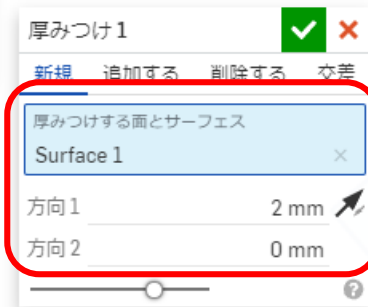 厚みつけ 1
新規 追加する 削除する 交差
厚みつけする面とサーフェス
Surface 1
方向 1 2 mm
方向 2 0 mm